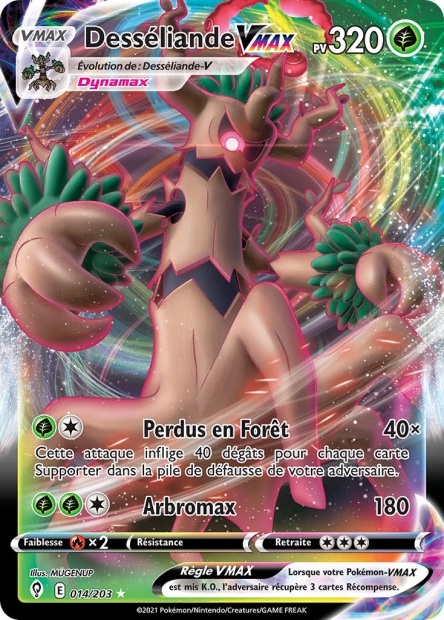 VMAX
Desséliande VMAX PV 320
Évolution de : Desséliande-V
Dynamax
Perdus en Forêt 40×
Cette attaque inflige 40 dégâts pour chaque carte
Supporter dans la pile de défausse de votre adversaire.
Arbromax 180
Faiblesse ×2 Résistance Retraite
Illus. MUGENUP
E 014/203
Règle VMAX Lorsque votre Pokémon-VMAX
est mis K.O., l'adversaire récupère 3 cartes Récompense.
©2021 Pokémon/Nintendo/Creatures/GAME FREAK